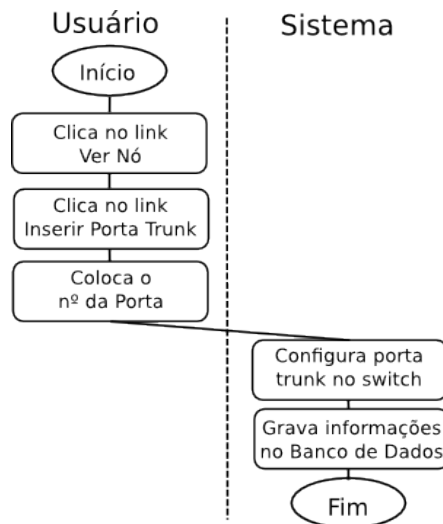 Usuário
Sistema
Início
Clica no link
Ver Nó
Clica no link
Inserir Porta Trunk
Coloca o
nº da Porta
Configura porta
trunk no switch
Grava informações
no Banco de Dados
Fim